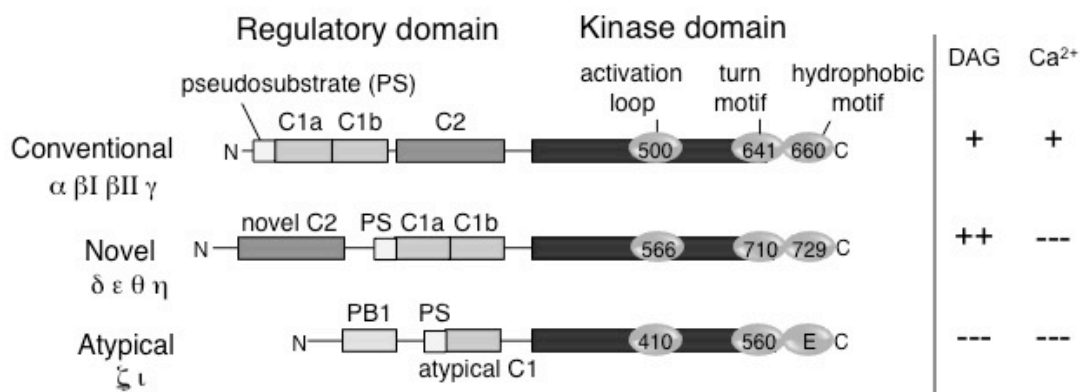 Regulatory domain Kinase domain
DAG Ca²⁺
pseudosubstrate (PS) activation loop turn motif hydrophobic motif
C1a C1b C2
Conventional N 500 641 660 C + +
α βI βII γ
novel C2 PS C1a C1b
Novel N 566 710 729 C ++ ---
δ ε θ η
PB1 PS
Atypical N 410 560 E C --- ---
atypical C1
ζ ι